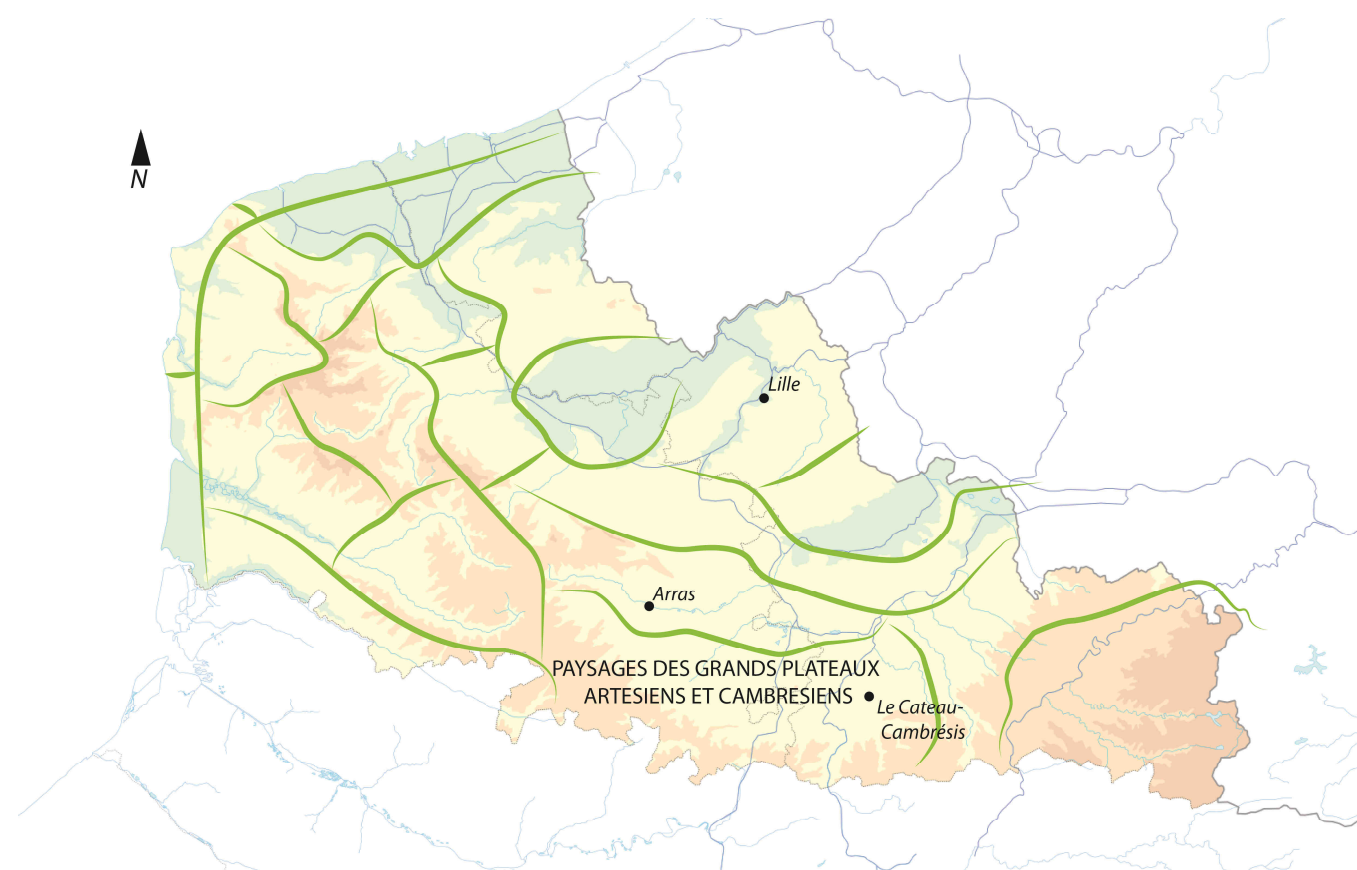 N
Lille
Arras
PAYSAGES DES GRANDS PLATEAUX
ARTESIENS ET CAMBRESIENS
Le Cateau-
Cambrésis